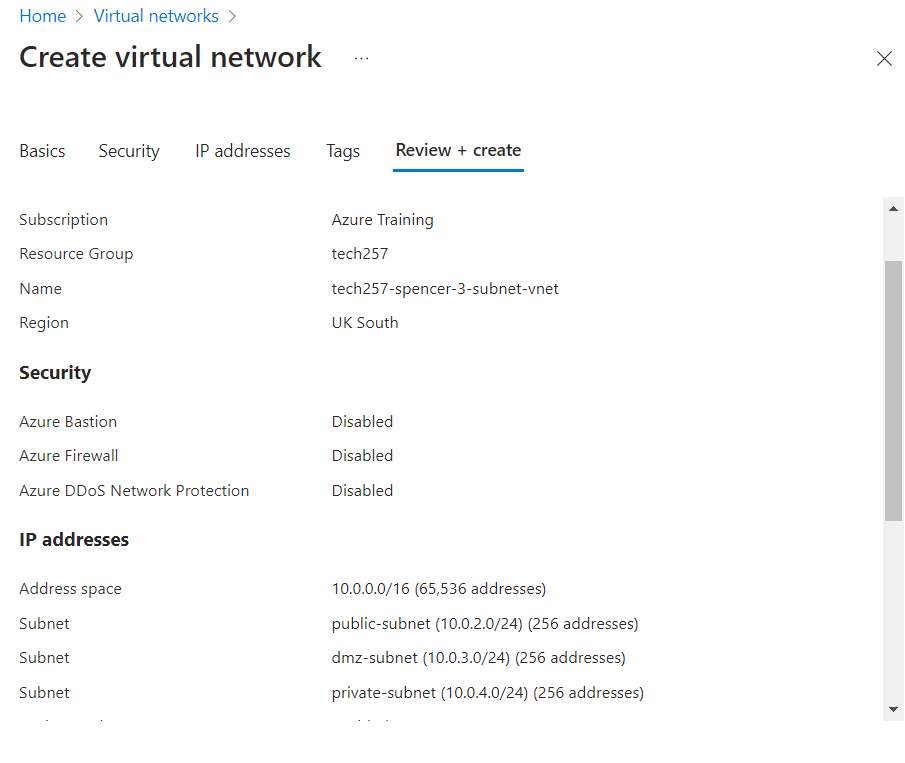 Home > Virtual networks >
Create virtual network ...
Basics Security IP addresses Tags Review + create
Subscription Azure Training
Resource Group tech257
Name tech257-spencer-3-subnet-vnet
Region UK South
Security
Azure Bastion Disabled
Azure Firewall Disabled
Azure DDoS Network Protection Disabled
IP addresses
Address space 10.0.0.0/16 (65,536 addresses)
Subnet public-subnet (10.0.2.0/24) (256 addresses)
Subnet dmz-subnet (10.0.3.0/24) (256 addresses)
Subnet private-subnet (10.0.4.0/24) (256 addresses)